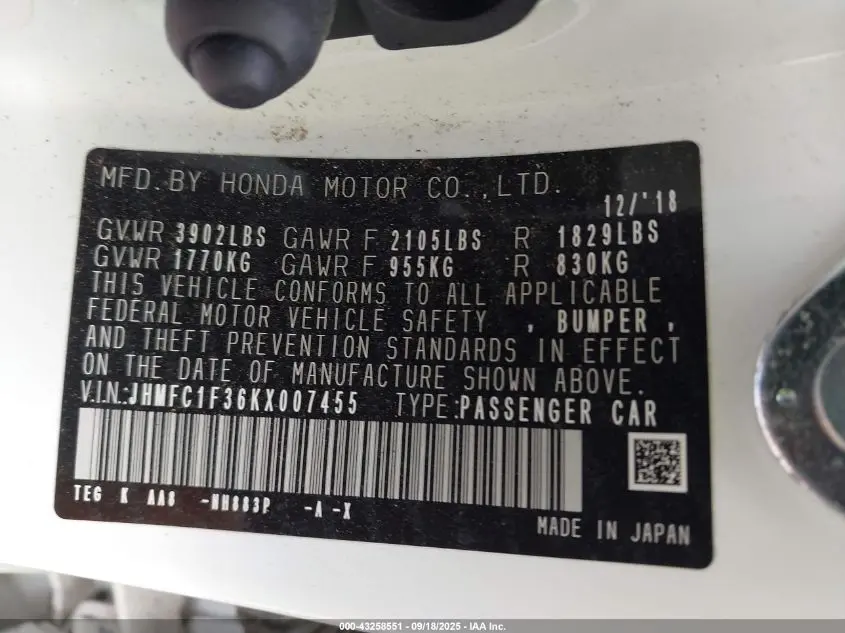 MFD.BY HONDA MOTOR CO.,LTD.
12/'18
GVWR 3902LBS GAWR F 2105LBS R 1829LBS
GVWR 1770KG GAWR F 955KG R 830KG
THIS VEHICLE CONFORMS TO ALL APPLICABLE
FEDERAL MOTOR VEHICLE SAFETY , BUMPER ,
AND THEFT PREVENTION STANDARDS IN EFFECT
ON THE DATE OF MANUFACTURE SHOWN ABOVE.
V.I.N.:JHMFC1F36KX007455 TYPE:PASSENGER CAR
TEG K AA8 -NH883P -A -X
MADE IN JAPAN
000-43258551 | 09/18/2025 - IAA Inc.